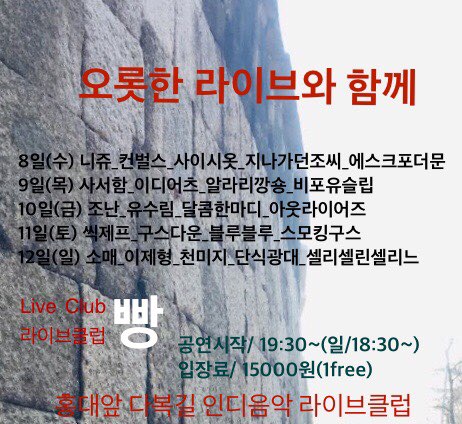 오롯한 라이브와 함께
8일(수) 니쥬_컨벌스_사이시옷_지나가던조씨_에스크포더문
9일(목) 사서함_이디어츠_알라리깡숑_비포유슬립
10일(금) 조난_유수림_달콤한마디_아웃라이어즈
11일(토) 씩제프_구스다운_블루블루_스모킹구스
12일(일) 소매_이제형_천미지_단식광대_셀리셀린셀리느
Live Club
라이브클럽
빵
공연시작/ 19:30~(일/18:30~)
입장료/ 15000원(1free)
홍대앞 다복길 인디음악 라이브클럽